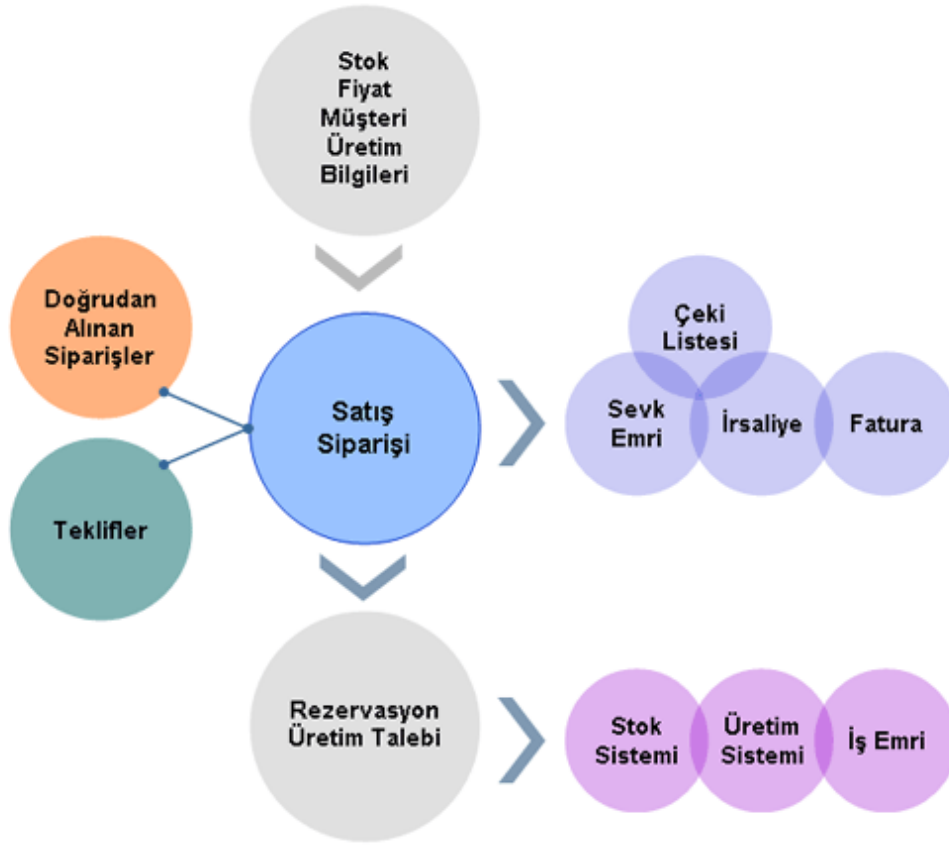 Stok
Fiyat
Müşteri
Üretim
Bilgileri
Doğrudan
Alınan
Siparişler
Teklifler
Satış
Siparişi
Çeki
Listesi
Sevk
Emri
İrsaliye
Fatura
Rezervasyon
Üretim Talebi
Stok
Sistemi
Üretim
Sistemi
İş Emri